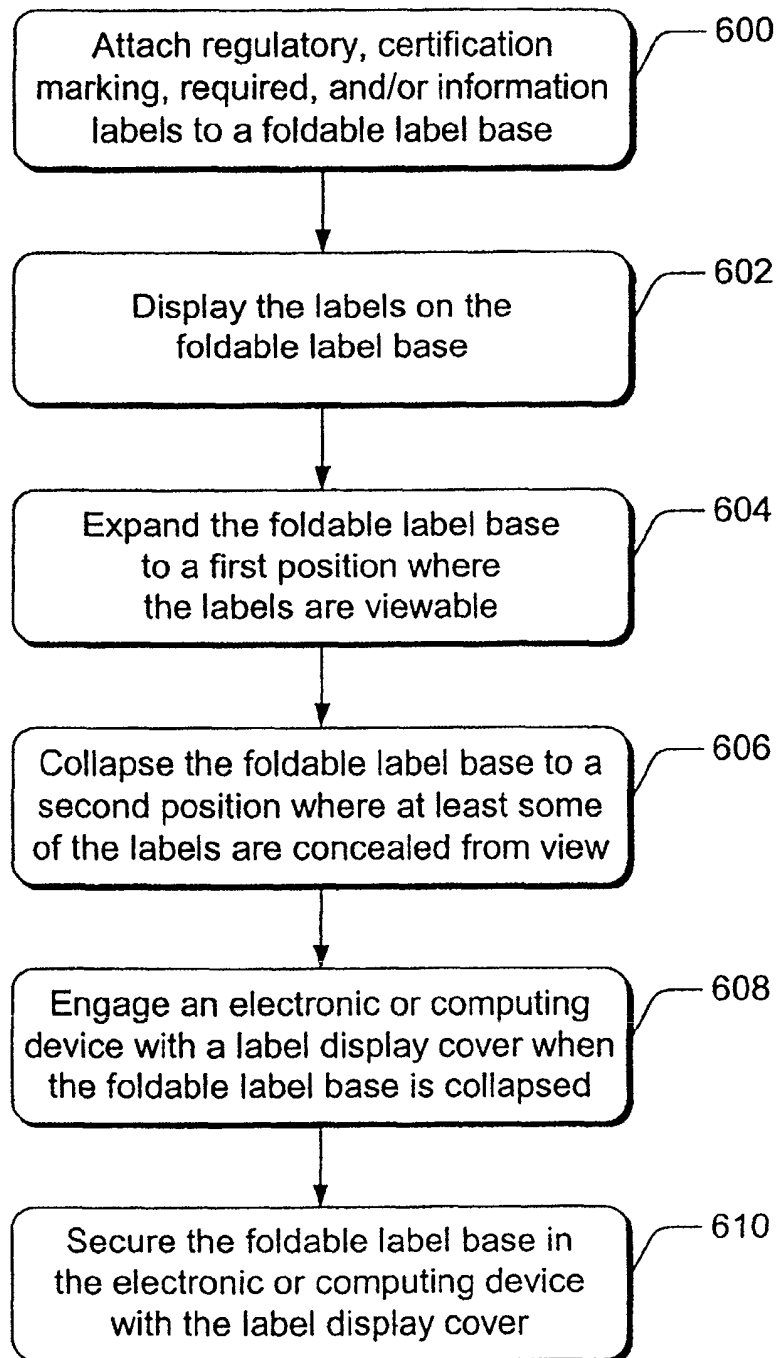 Attach regulatory, certification
marking, required, and/or information
labels to a foldable label base
600
Display the labels on the
foldable label base
602
Expand the foldable label base
to a first position where
the labels are viewable
604
Collapse the foldable label base to a
second position where at least some
of the labels are concealed from view
606
Engage an electronic or computing
device with a label display cover when
the foldable label base is collapsed
608
Secure the foldable label base in
the electronic or computing device
with the label display cover
610